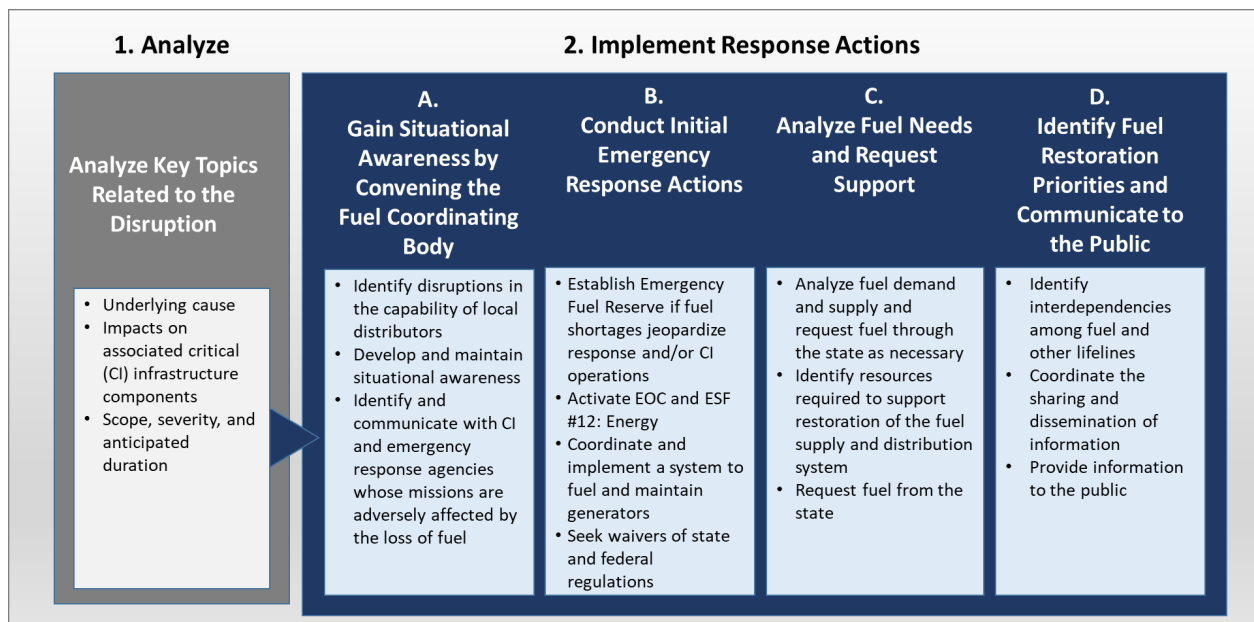 1. Analyze
2. Implement Response Actions
Analyze Key Topics
Related to the
Disruption
• Underlying cause
• Impacts on
associated critical
(CI) infrastructure
components
• Scope, severity, and
anticipated
duration
A.
Gain Situational
Awareness by
Convening the
Fuel Coordinating
Body
• Identify disruptions in
the capability of local
distributors
• Develop and maintain
situational awareness
• Identify and
communicate with CI
and emergency
response agencies
whose missions are
adversely affected by
the loss of fuel
B.
Conduct Initial
Emergency
Response Actions
• Establish Emergency
Fuel Reserve if fuel
shortages jeopardize
response and/or CI
operations
• Activate EOC and ESF
#12: Energy
• Coordinate and
implement a system to
fuel and maintain
generators
• Seek waivers of state
and federal
regulations
C.
Analyze Fuel Needs
and Request
Support
• Analyze fuel demand
and supply and
request fuel through
the state as necessary
• Identify resources
required to support
restoration of the fuel
supply and distribution
system
• Request fuel from the
state
D.
Identify Fuel
Restoration
Priorities and
Communicate to
the Public
• Identify
interdependencies
among fuel and
other lifelines
• Coordinate the
sharing and
dissemination of
information
• Provide information
to the public